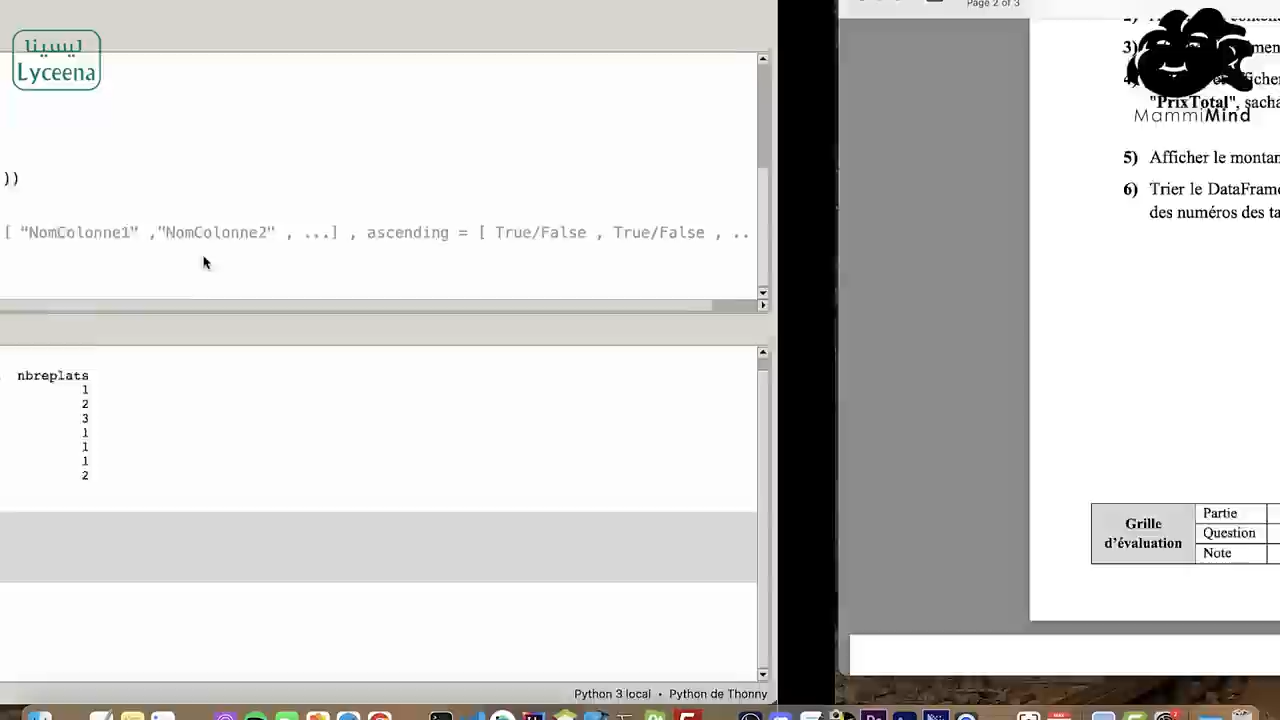 ليسينا
Lyceena
))
[ "NomColonne1" ,"NomColonne2" , ...] , ascending = [ True/False , True/False , ..
nbreplats
1
2
3
1
1
1
2
Python 3 local • Python de Thonny
Page 2 of 3
2)
3)
4)
"PrixTotal", sacha
MammiMind
5) Afficher le montan
6) Trier le DataFrame
des numéros des ta
Grille
d'évaluation
Partie
Question
Note